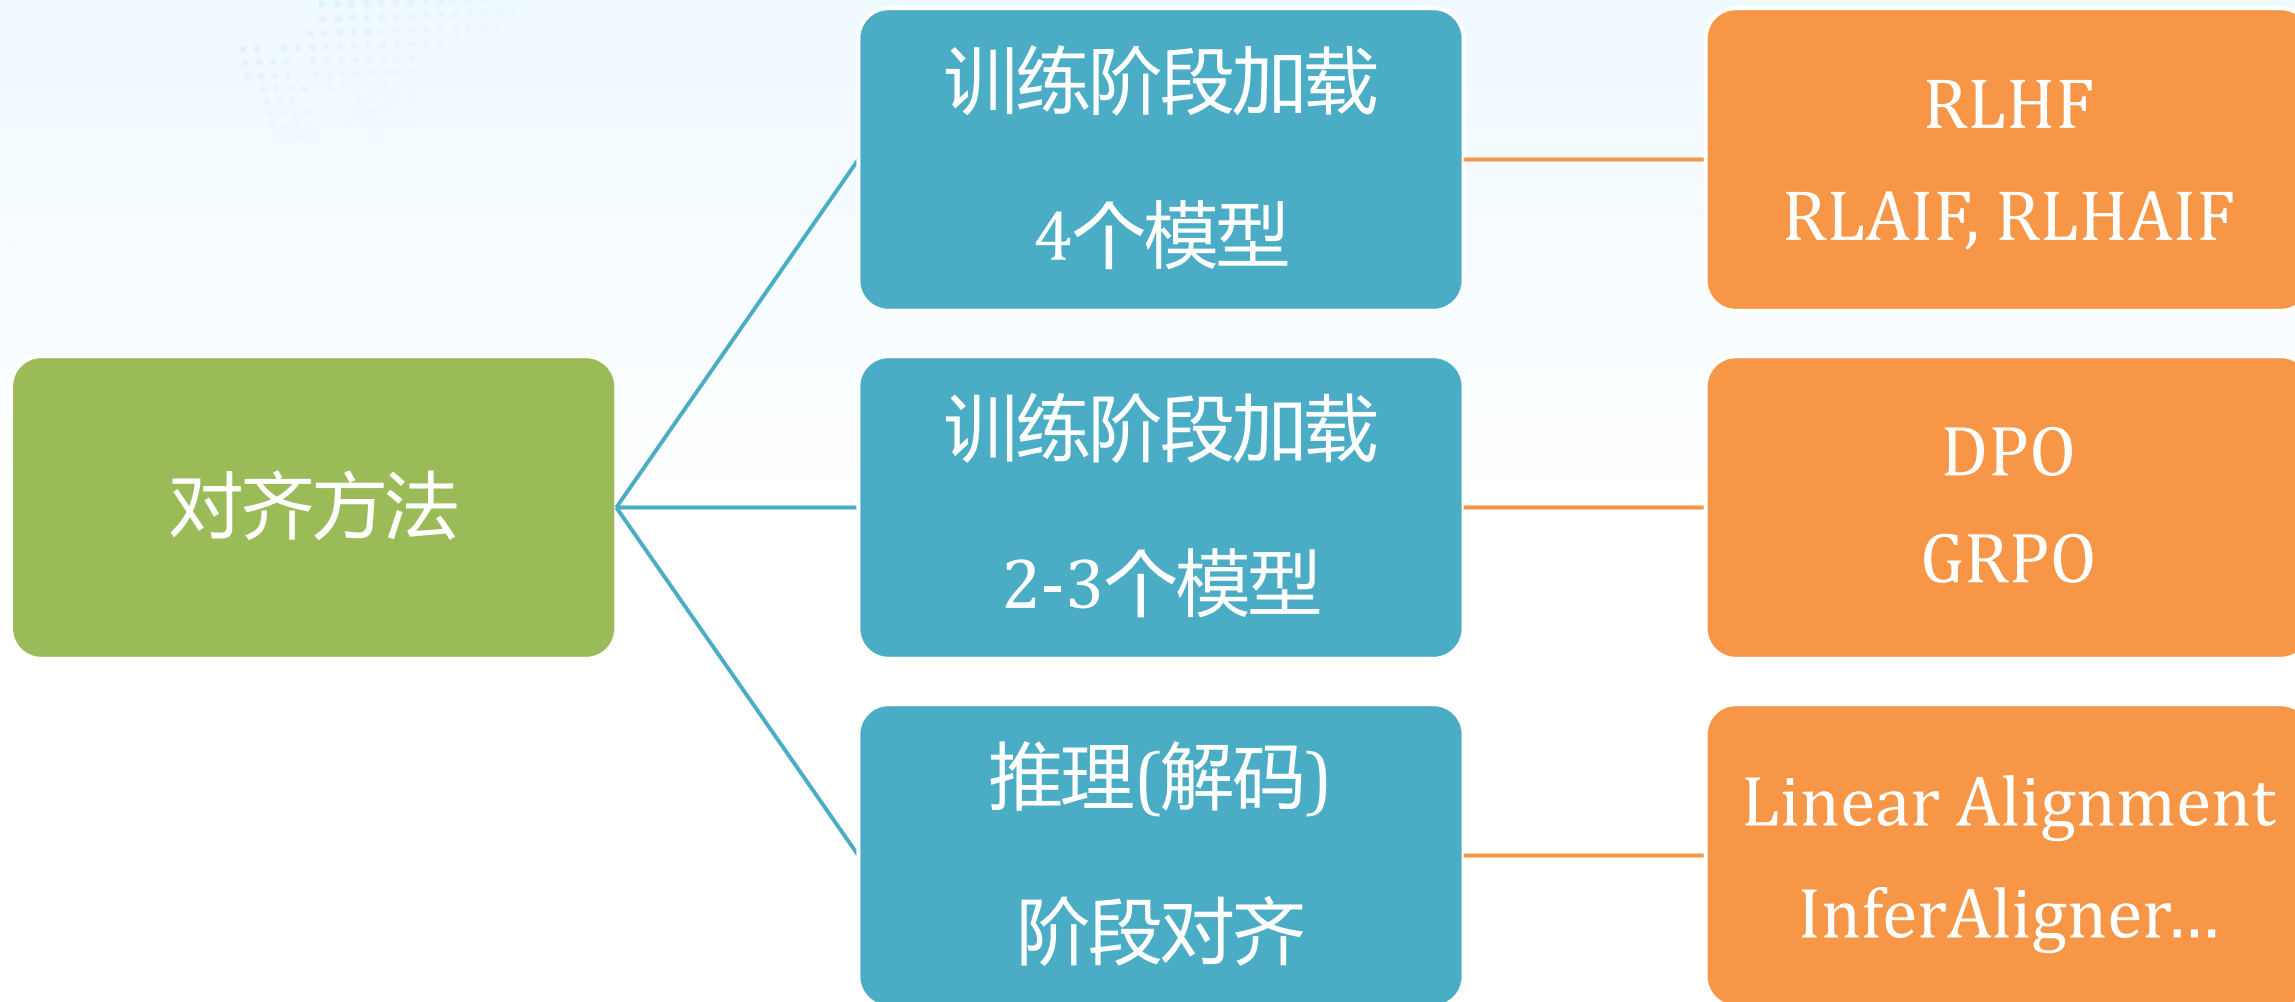 对齐方法
训练阶段加载
4个模型
RLHF
RLAIF, RLHAIF
训练阶段加载
2-3个模型
DPO
GRPO
推理(解码)
阶段对齐
Linear Alignment
InferAligner...